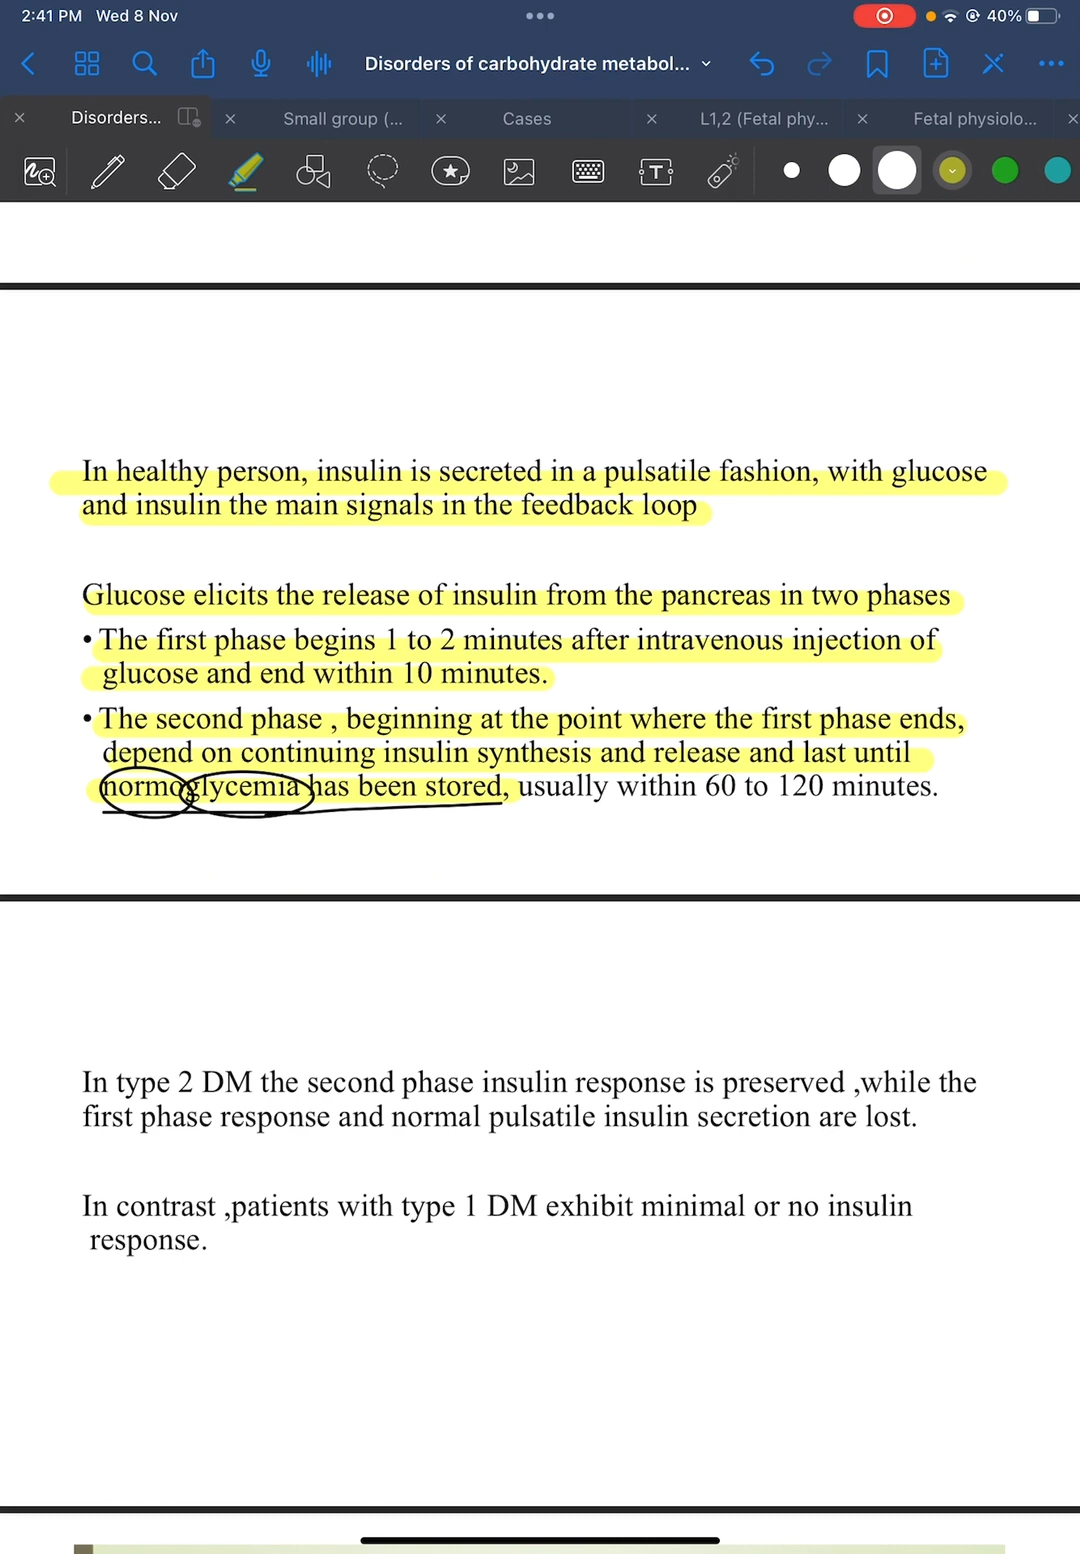 2:41 PM Wed 8 Nov
40%
Disorders of carbohydrate metabol...
Disorders...
Small group (...
Cases
L1,2 (Fetal phy...
Fetal physiolo...
T
In healthy person, insulin is secreted in a pulsatile fashion, with glucose
and insulin the main signals in the feedback loop
Glucose elicits the release of insulin from the pancreas in two phases
• The first phase begins 1 to 2 minutes after intravenous injection of
glucose and end within 10 minutes.
• The second phase , beginning at the point where the first phase ends,
depend on continuing insulin synthesis and release and last until
normoglycemia has been stored, usually within 60 to 120 minutes.
In type 2 DM the second phase insulin response is preserved ,while the
first phase response and normal pulsatile insulin secretion are lost.
In contrast ,patients with type 1 DM exhibit minimal or no insulin
response.